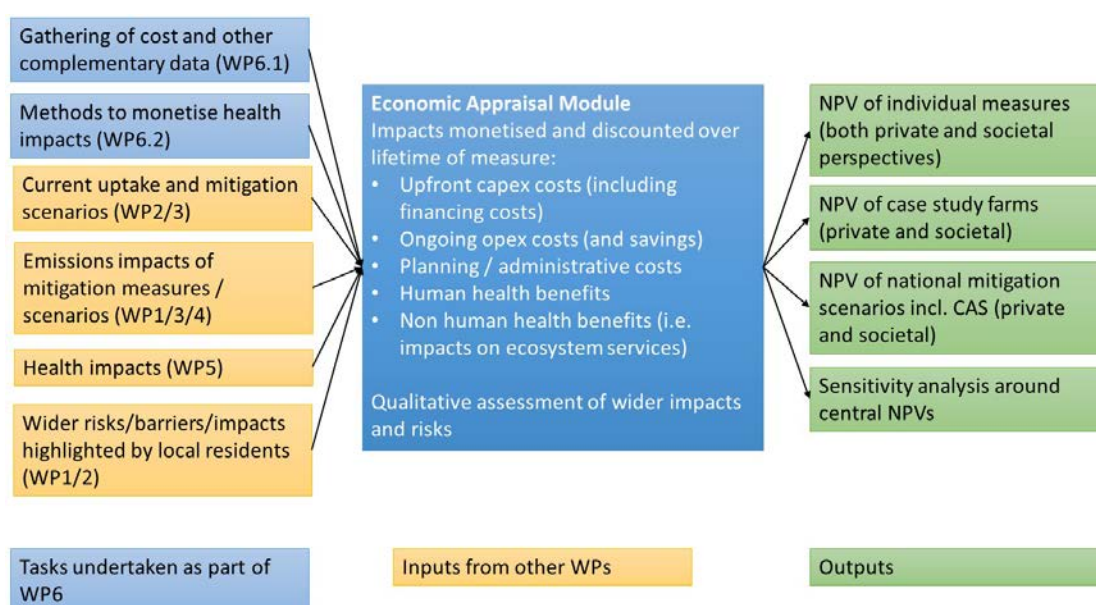 Gathering of cost and other
complementary data (WP6.1)
Methods to monetise health
impacts (WP6.2)
Current uptake and mitigation
scenarios (WP2/3)
Emissions impacts of
mitigation measures /
scenarios (WP1/3/4)
Health impacts (WP5)
Wider risks/barriers/impacts
highlighted by local residents
(WP1/2)
Economic Appraisal Module
Impacts monetised and discounted over
lifetime of measure:
• Upfront capex costs (including
financing costs)
• Ongoing opex costs (and savings)
• Planning / administrative costs
• Human health benefits
• Non human health benefits (i.e.
impacts on ecosystem services)
Qualitative assessment of wider impacts
and risks
NPV of individual measures
(both private and societal
perspectives)
NPV of case study farms
(private and societal)
NPV of national mitigation
scenarios incl. CAS (private
and societal)
Sensitivity analysis around
central NPVs
Tasks undertaken as part of
WP6
Inputs from other WPs
Outputs